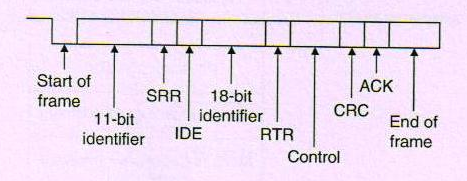 Start of
frame
11-bit
identifier
SRR
IDE
18-bit
identifier
RTR
Control
CRC
ACK
End of
frame